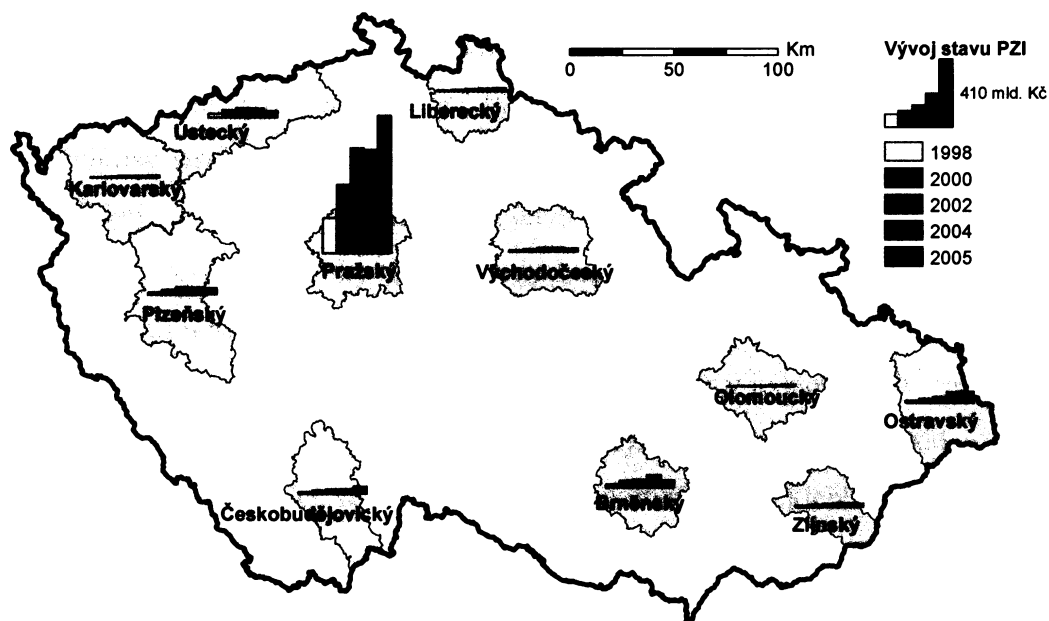 Km
0 50 100
Vývoj stavu PZI
410 mld. Kč
1998
2000
2002
2004
2005
Liberecký
Ústecký
Karlovarský
Pražský
Východočeský
Plzeňský
Olomoucký
Ostravský
Brněnský
Zlínský
Českobudějovický